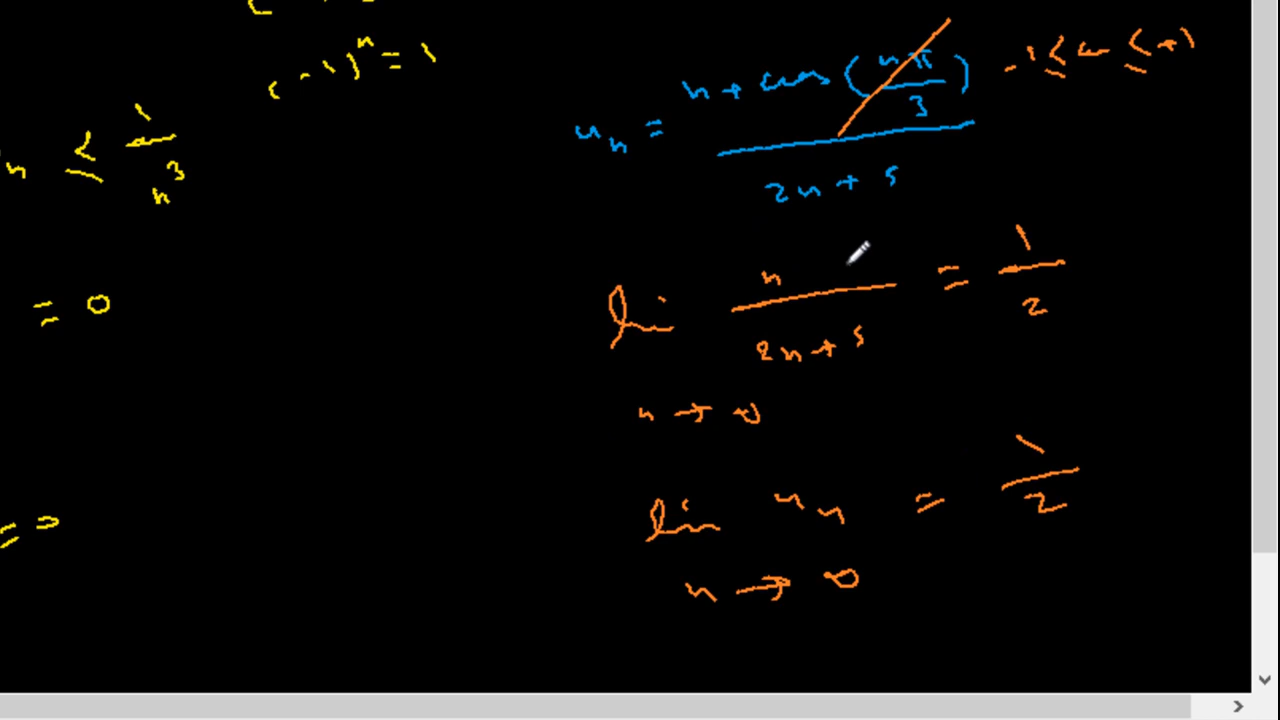 (-1)^n = 1
n ≤ 1/n^3
= 0
= 0
u_n = (n + cos(nπ/3))/(2n + 5) -1 ≤ cos ≤ +1
lim n/(2n + 5) = 1/2
n → ∞
lim u_n = 1/2
n → ∞